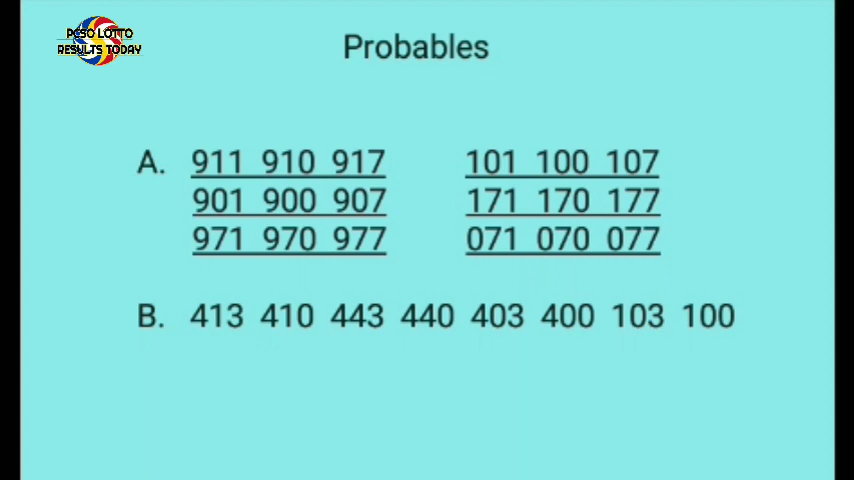 PCSO LOTTO
RESULTS TODAY
Probables
A. 911 910 917 101 100 107
901 900 907 171 170 177
971 970 977 071 070 077
B. 413 410 443 440 403 400 103 100